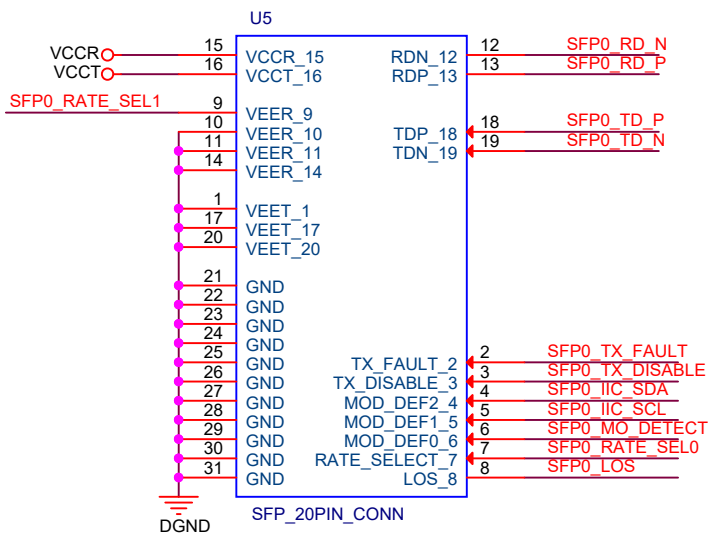 U5
VCCR 15 VCCR_15 RDN_12 12 SFP0_RD_N
VCCT 16 VCCT_16 RDP_13 13 SFP0_RD_P
SFP0_RATE_SEL1 9 VEER_9
10 VEER_10 TDP_18 18 SFP0_TD_P
11 VEER_11 TDN_19 19 SFP0_TD_N
14 VEER_14
1 VEET_1
17 VEET_17
20 VEET_20
21 GND
22 GND
23 GND
24 GND
25 GND TX_FAULT_2 2 SFP0_TX_FAULT
26 GND TX_DISABLE_3 3 SFP0_TX_DISABLE
27 GND MOD_DEF2_4 4 SFP0_IIC_SDA
28 GND MOD_DEF1_5 5 SFP0_IIC_SCL
29 GND MOD_DEF0_6 6 SFP0_MO_DETECT
30 GND RATE_SELECT_7 7 SFP0_RATE_SEL0
31 GND LOS_8 8 SFP0_LOS
DGND SFP_20PIN_CONN